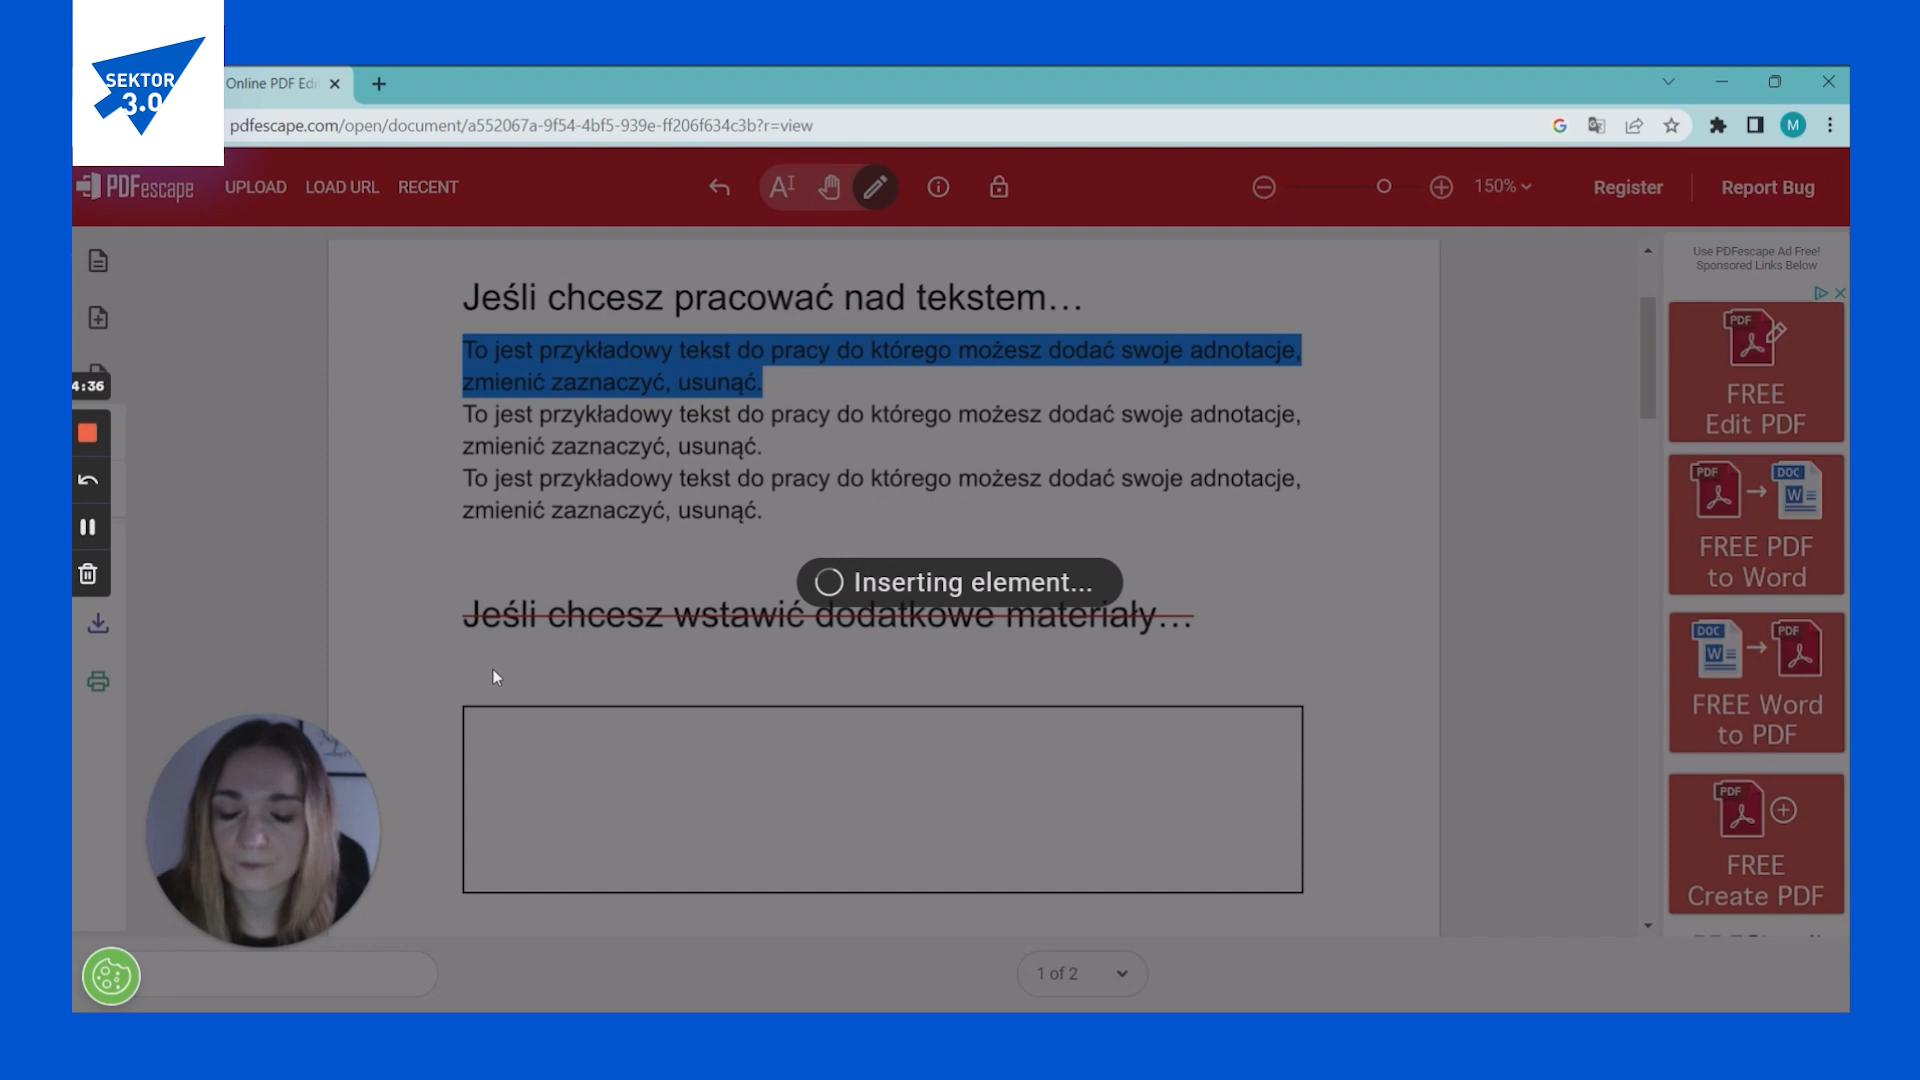 SEKTOR
3.0
Online PDF Edi
pdfescape.com/open/document/a552067a-9f54-4bf5-939e-ff206f634c3b?r=view
M
PDFescape
UPLOAD
LOAD URL
RECENT
150%
Register
Report Bug
Use PDFescape Ad Free!
Sponsored Links Below
Jeśli chcesz pracować nad tekstem…
To jest przykładowy tekst do pracy do którego możesz dodać swoje adnotacje,
zmienić zaznaczyć, usunąć.
To jest przykładowy tekst do pracy do którego możesz dodać swoje adnotacje,
zmienić zaznaczyć, usunąć.
To jest przykładowy tekst do pracy do którego możesz dodać swoje adnotacje,
zmienić zaznaczyć, usunąć.
4:36
Inserting element...
Jeśli chcesz wstawić dodatkowe materiały…
PDF
FREE
Edit PDF
PDF
DOC
W
FREE PDF
to Word
DOC
W
PDF
FREE Word
to PDF
PDF
FREE
Create PDF
1 of 2